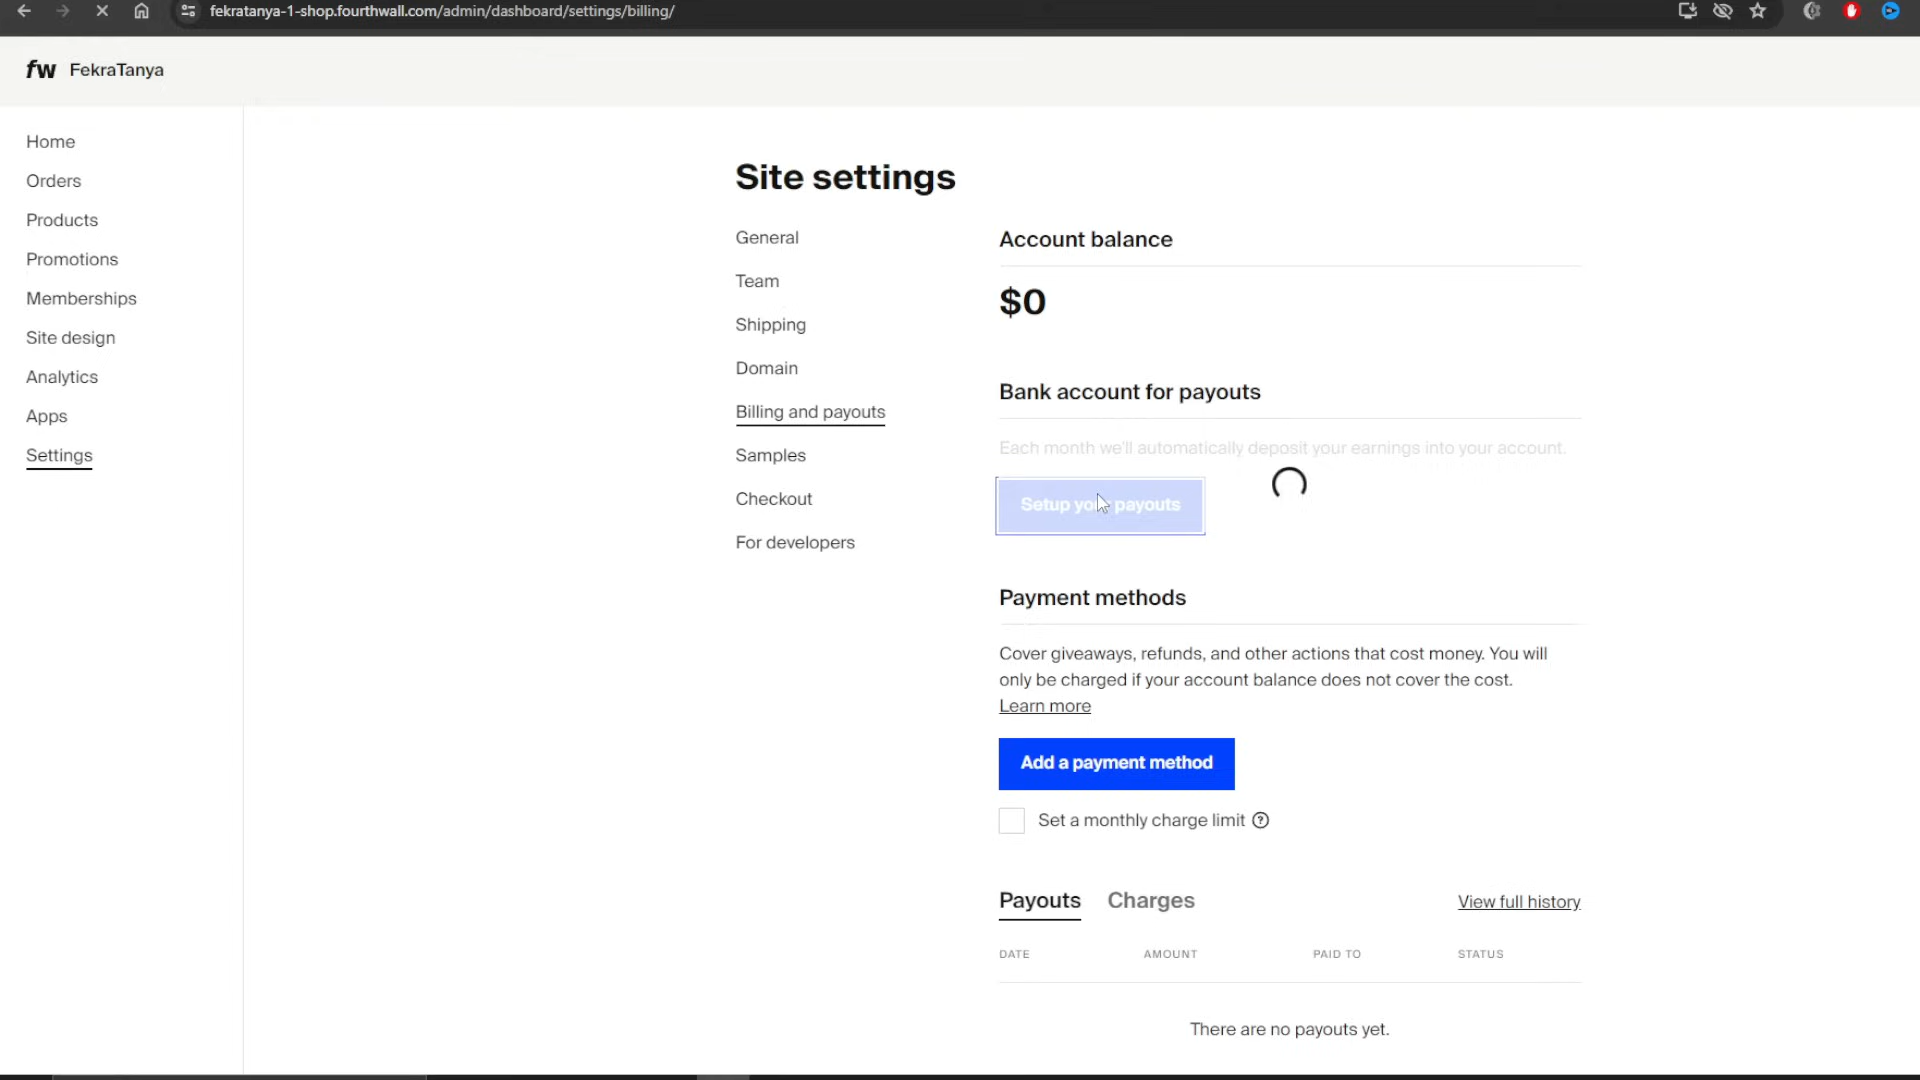 fekratanya-1-shop.fourthwall.com/admin/dashboard/settings/billing/
fw FekraTanya
Home
Orders
Products
Promotions
Memberships
Site design
Analytics
Apps
Settings
Site settings
General
Team
Shipping
Domain
Billing and payouts
Samples
Checkout
For developers
Account balance
$0
Bank account for payouts
Each month we'll automatically deposit your earnings into your account.
Setup your payouts
Payment methods
Cover giveaways, refunds, and other actions that cost money. You will
only be charged if your account balance does not cover the cost.
Learn more
Add a payment method
Set a monthly charge limit ?
Payouts Charges View full history
DATE AMOUNT PAID TO STATUS
There are no payouts yet.